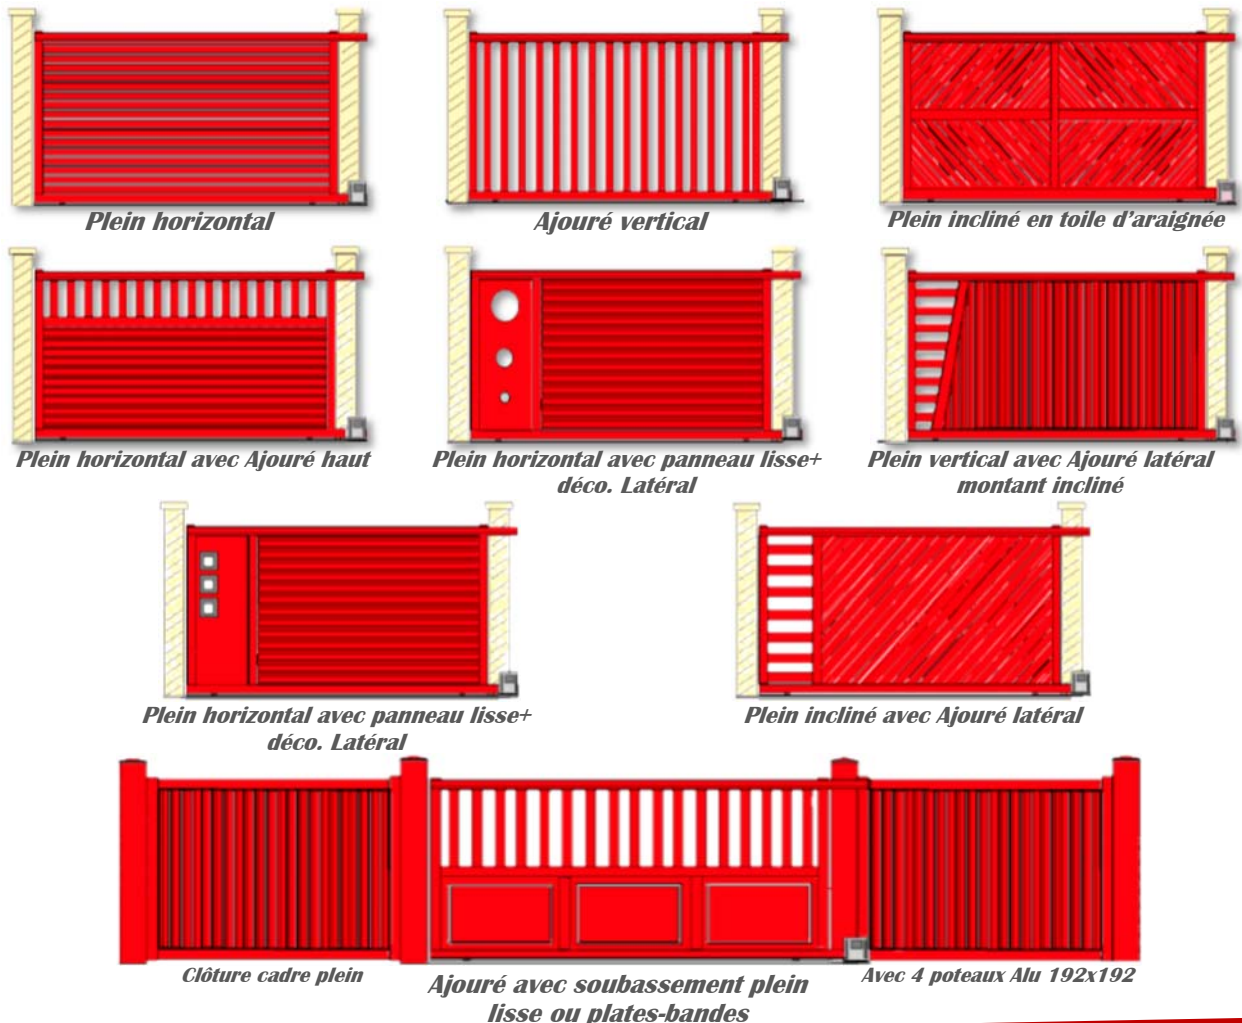 Plein horizontal
Ajouré vertical
Plein incliné en toile d'araignée
Plein horizontal avec Ajouré haut
Plein horizontal avec panneau lisse+
déco. Latéral
Plein vertical avec Ajouré latéral
montant incliné
Plein horizontal avec panneau lisse+
déco. Latéral
Plein incliné avec Ajouré latéral
Clôture cadre plein
Ajouré avec soubassement plein
lisse ou plates-bandes
Avec 4 poteaux Alu 192x192